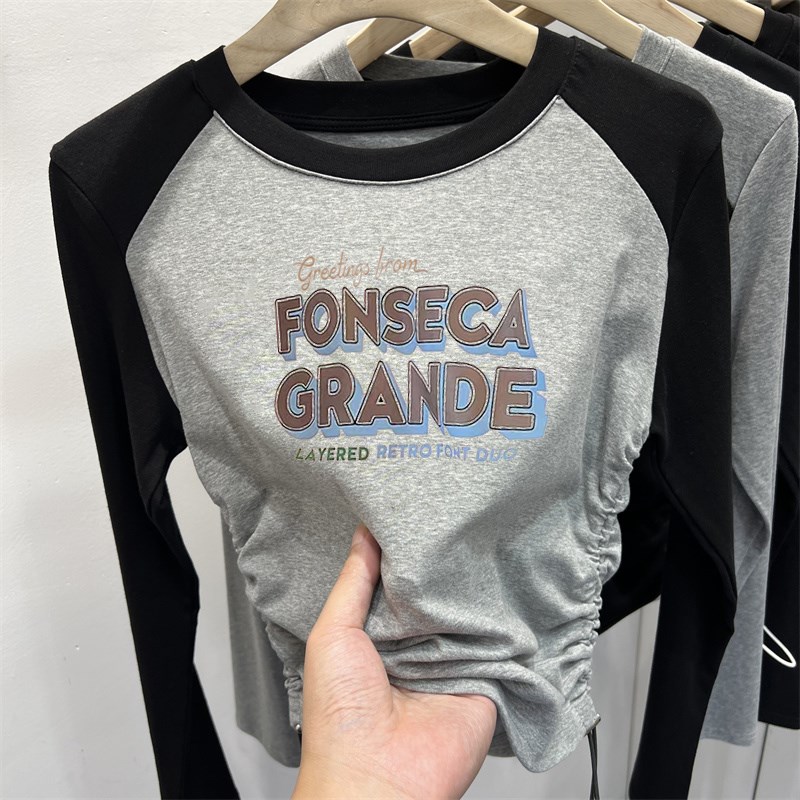 Greetings from
FONSECA
GRANDE
LAYERED RETRO FONT DUO